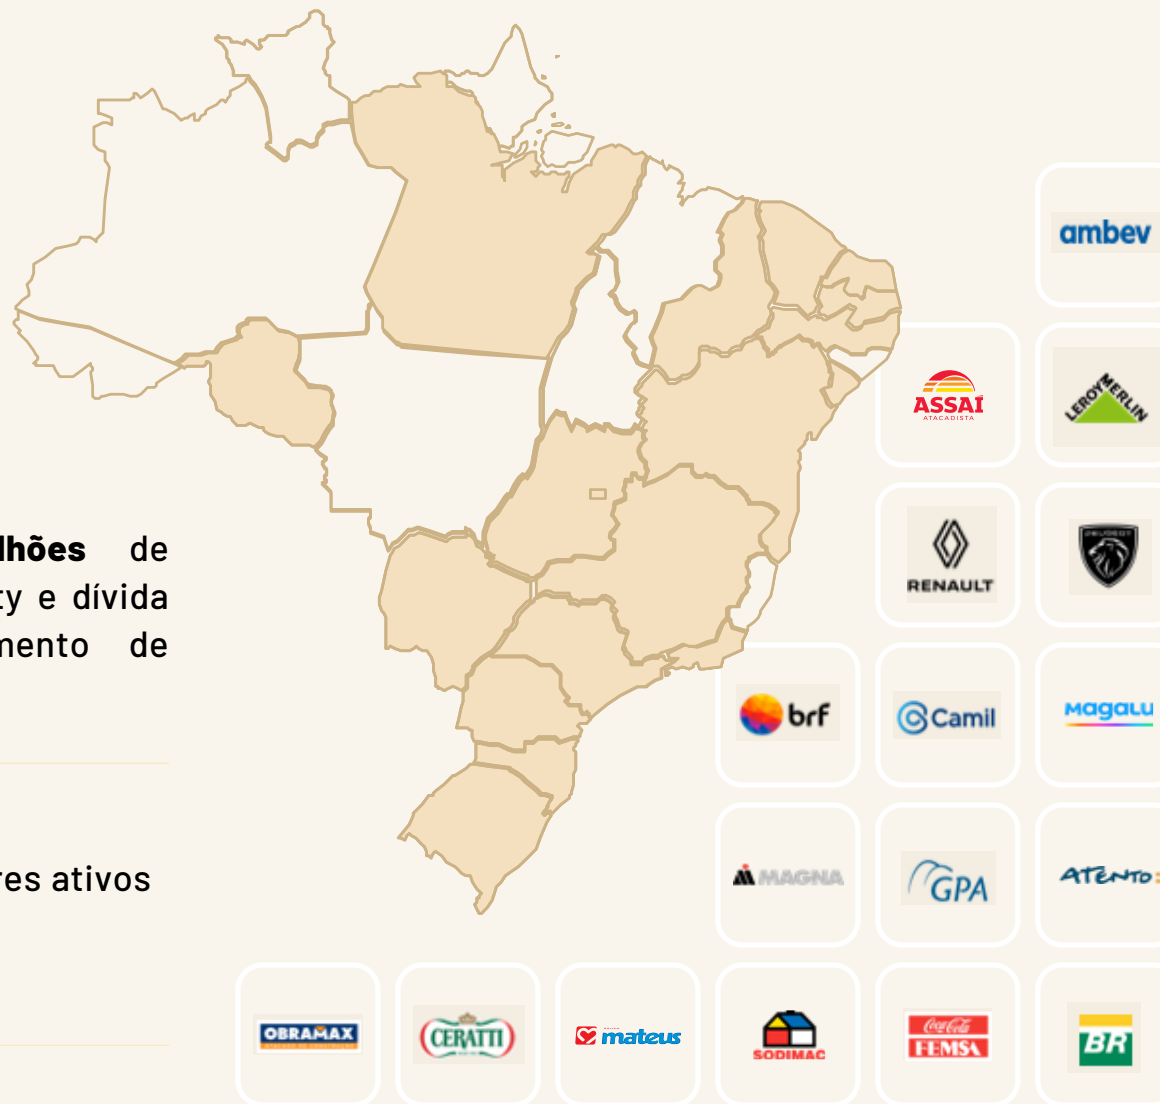 ambev
ASSAÍ
ATACADISTA
LEROY MERLIN
lhões de
RENAULT
PEUGEOT
ty e dívida
mento de
brf
Camil
Magalu
res ativos
MAGNA
GPA
ATENTO
OBRAMAX
CERATTI
mateus
SODIMAC
Coca-Cola
FEMSA
BR